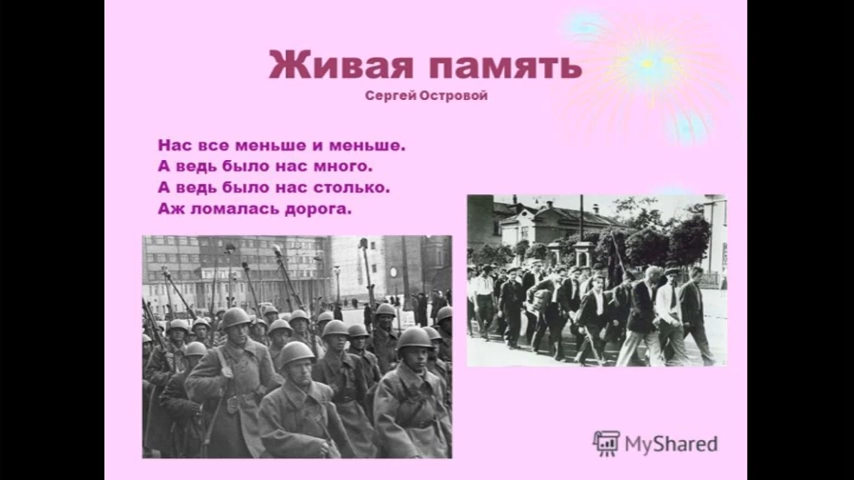 Живая память
Сергей Островой
Нас все меньше и меньше.
А ведь было нас много.
А ведь было нас столько.
Аж ломалась дорога.
MyShared